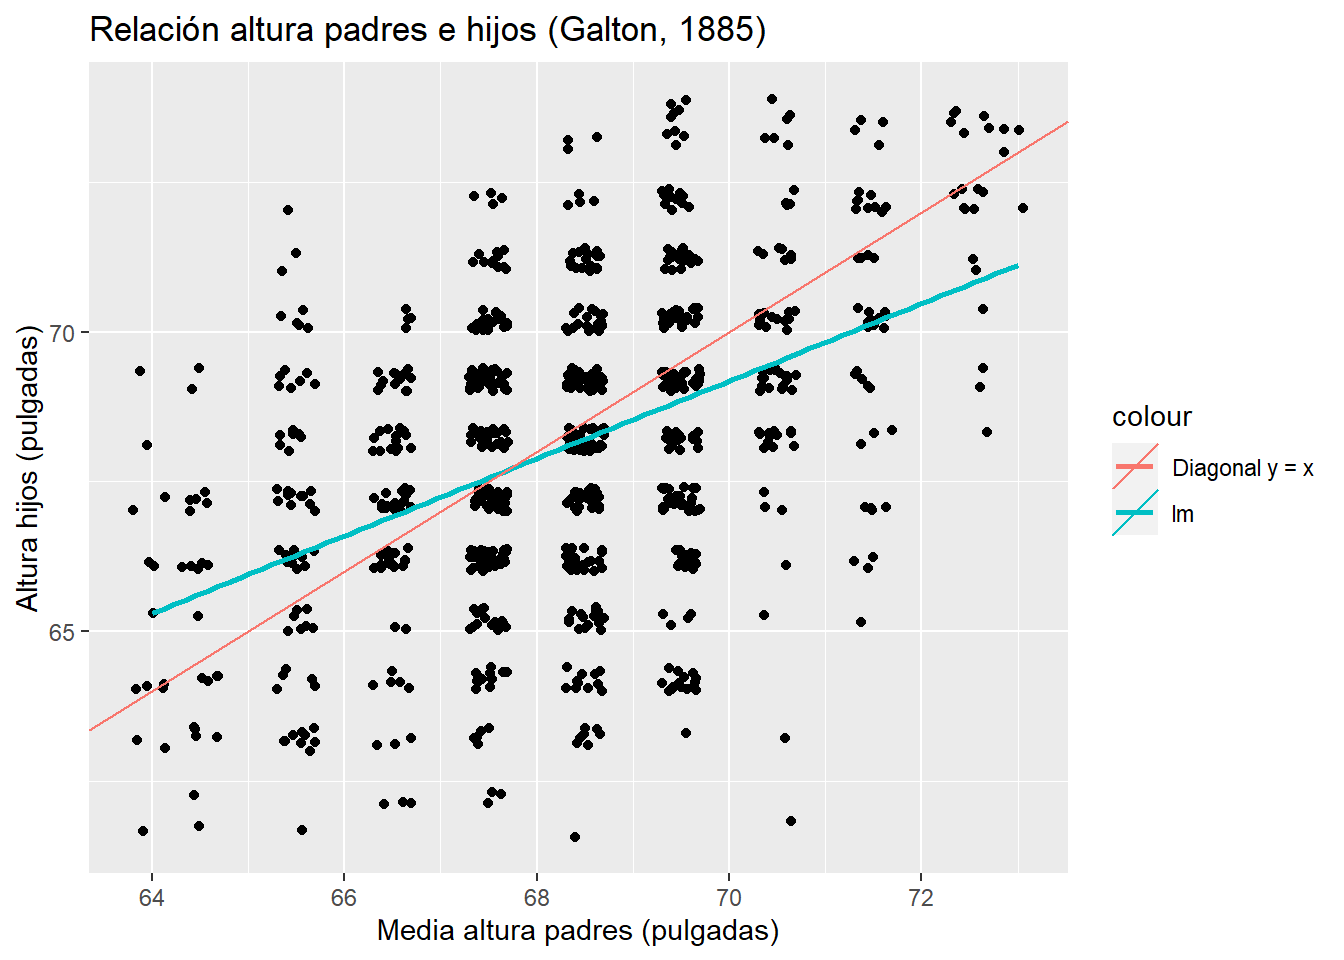 Relación altura padres e hijos (Galton, 1885)
Altura hijos (pulgadas)
70
65
64 66 68 70 72
Media altura padres (pulgadas)
colour
Diagonal y = x
lm